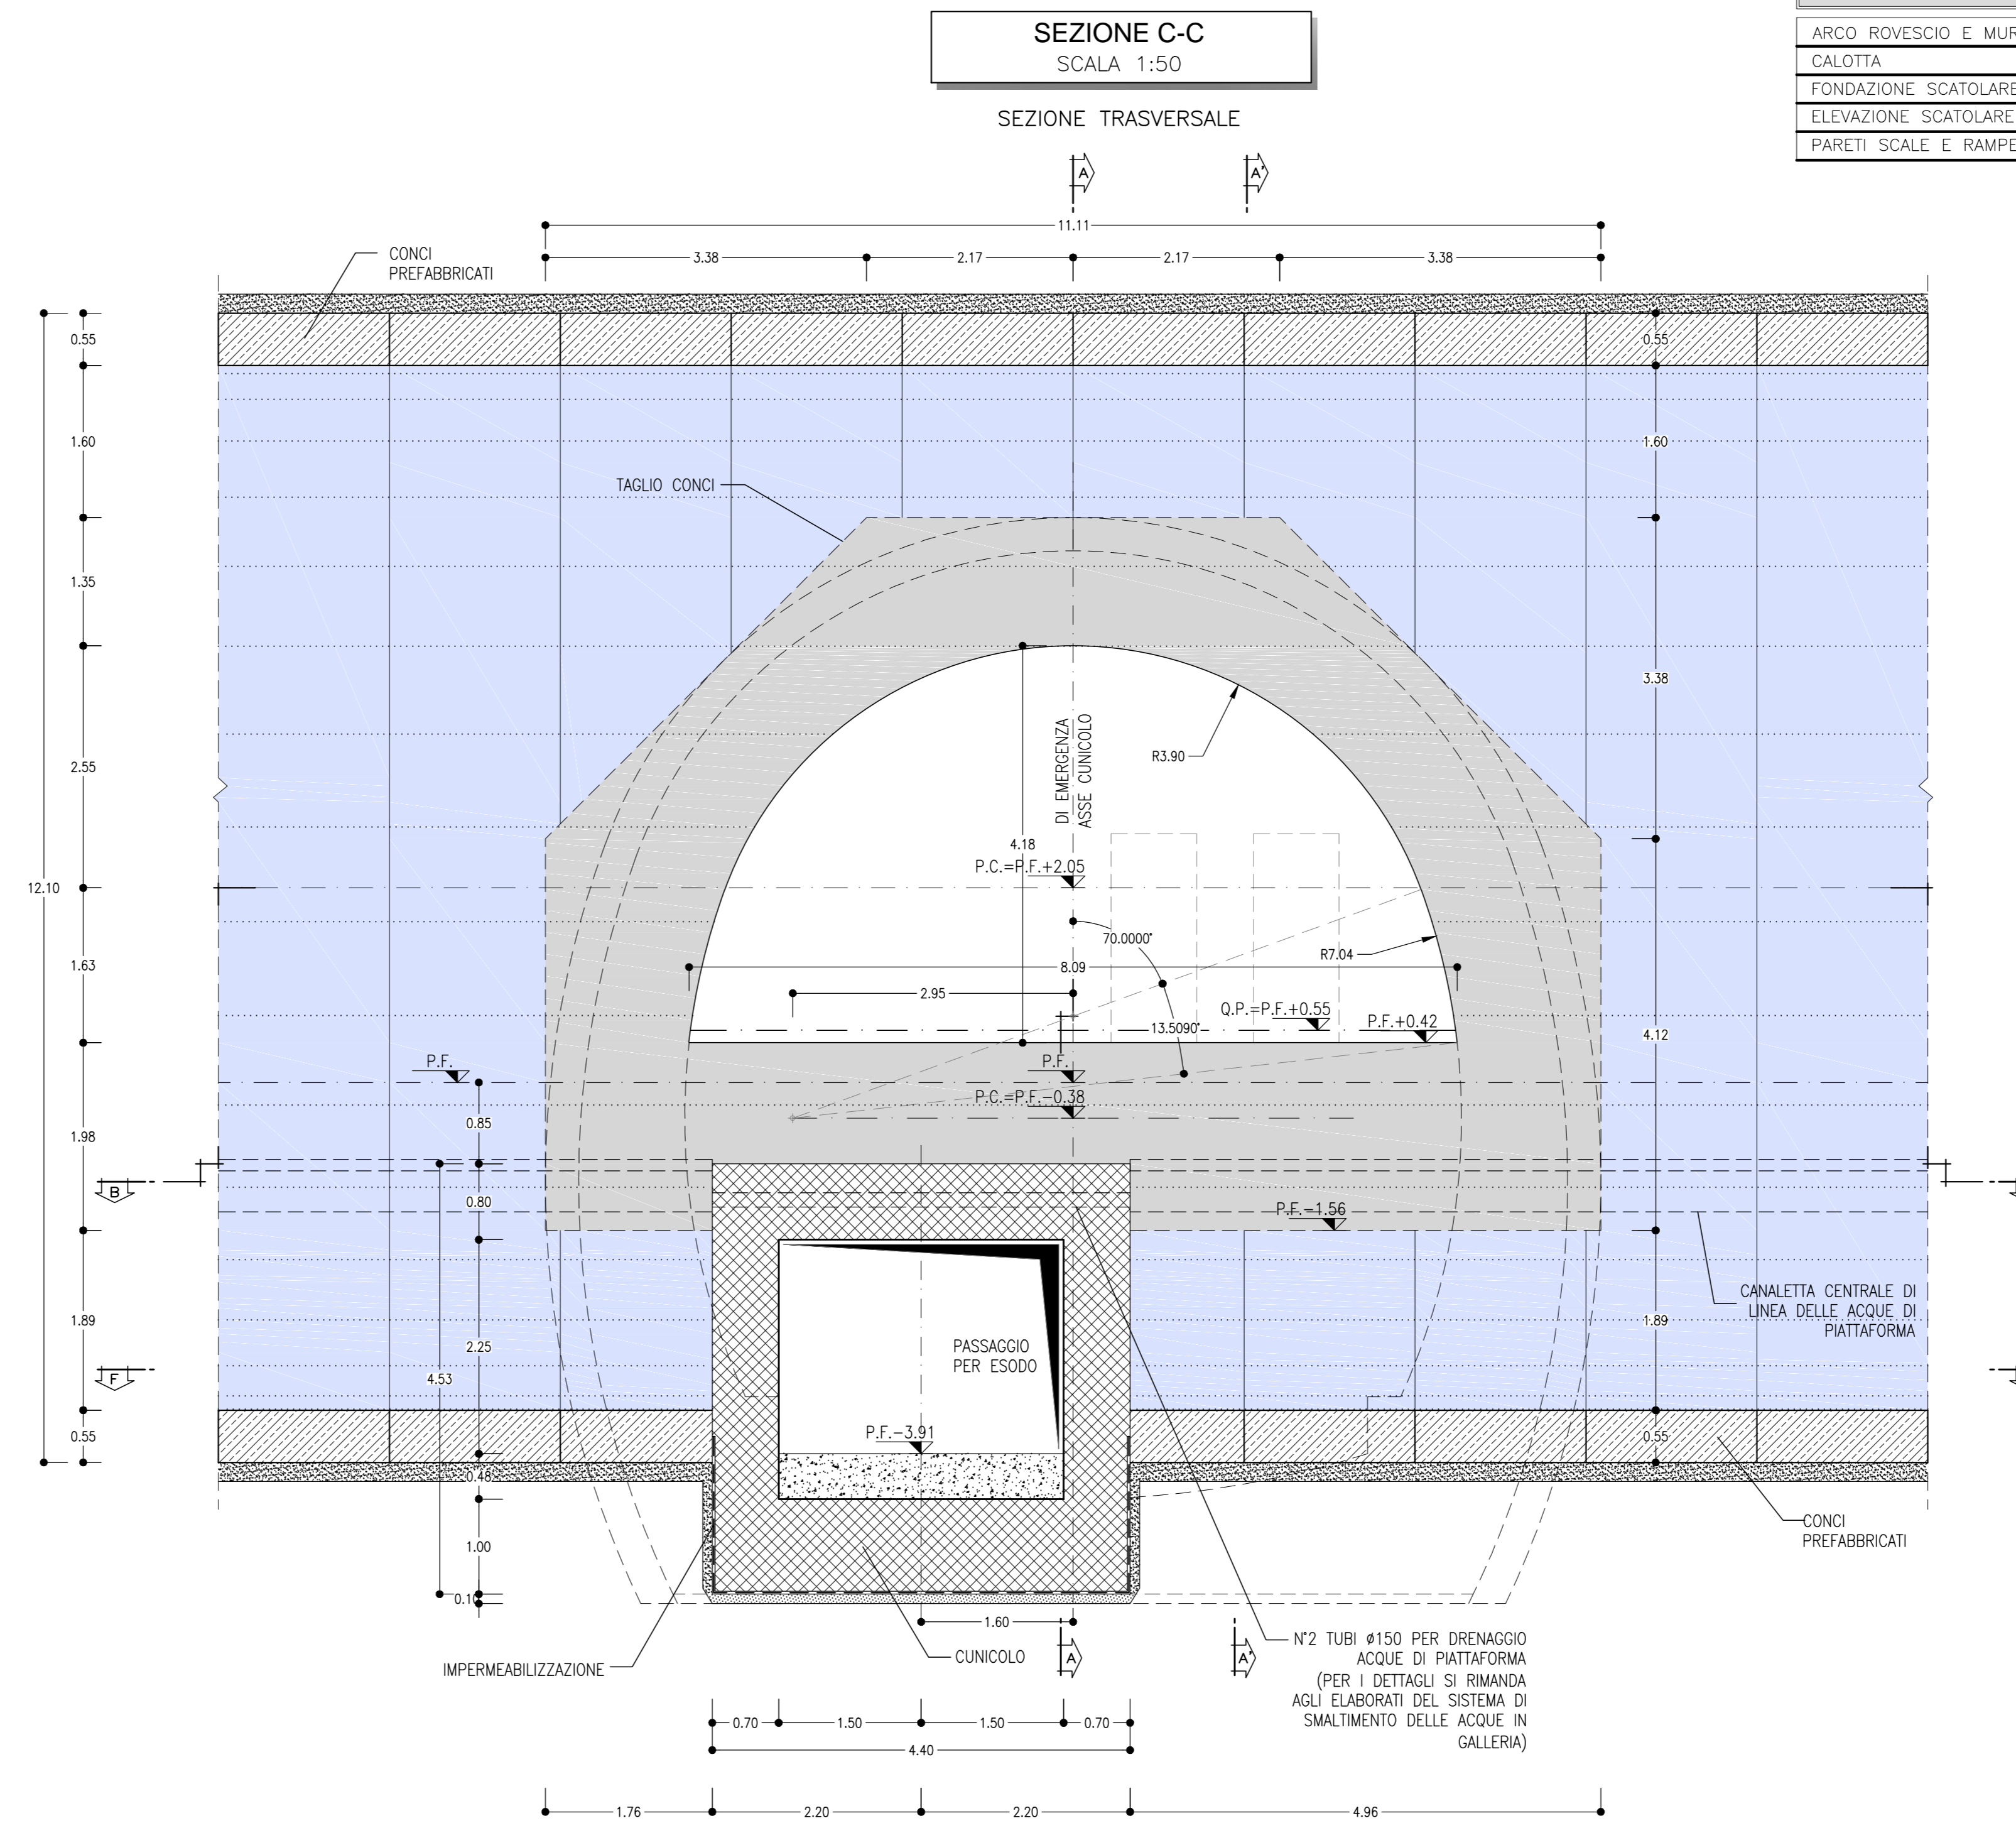 SEZIONE C-C
SCALA 1:50
SEZIONE TRASVERSALE
ARCO ROVESCIO E MUR
CALOTTA
FONDAZIONE SCATOLARE
ELEVAZIONE SCATOLARE
PARETI SCALE E RAMPE
A
A'
11.11
3.38
2.17
2.17
3.38
CONCI
PREFABBRICATI
0.55
0.55
1.60
1.60
TAGLIO CONCI
1.35
3.38
2.55
DI EMERGENZA
ASSE CUNICOLO
R3.90
4.18
P.C.=P.F.+2.05
12.10
70.0000°
1.63
8.09
R7.04
2.95
Q.P.=P.F.+0.55
P.F.+0.42
13.5090°
4.12
P.F.
P.F.
P.C.=P.F.-0.38
0.85
1.98
B
0.80
P.F.-1.56
CANALETTA CENTRALE DI
LINEA DELLE ACQUE DI
PIATTAFORMA
1.89
1.89
2.25
PASSAGGIO
PER ESODO
F
4.53
P.F.-3.91
0.55
0.55
0.48
CONCI
PREFABBRICATI
1.00
0.10
1.60
A
A'
IMPERMEABILIZZAZIONE
CUNICOLO
N°2 TUBI Ø150 PER DRENAGGIO
ACQUE DI PIATTAFORMA
(PER I DETTAGLI SI RIMANDA
AGLI ELABORATI DEL SISTEMA DI
SMALTIMENTO DELLE ACQUE IN
GALLERIA)
0.70
1.50
1.50
0.70
4.40
1.76
2.20
2.20
4.96